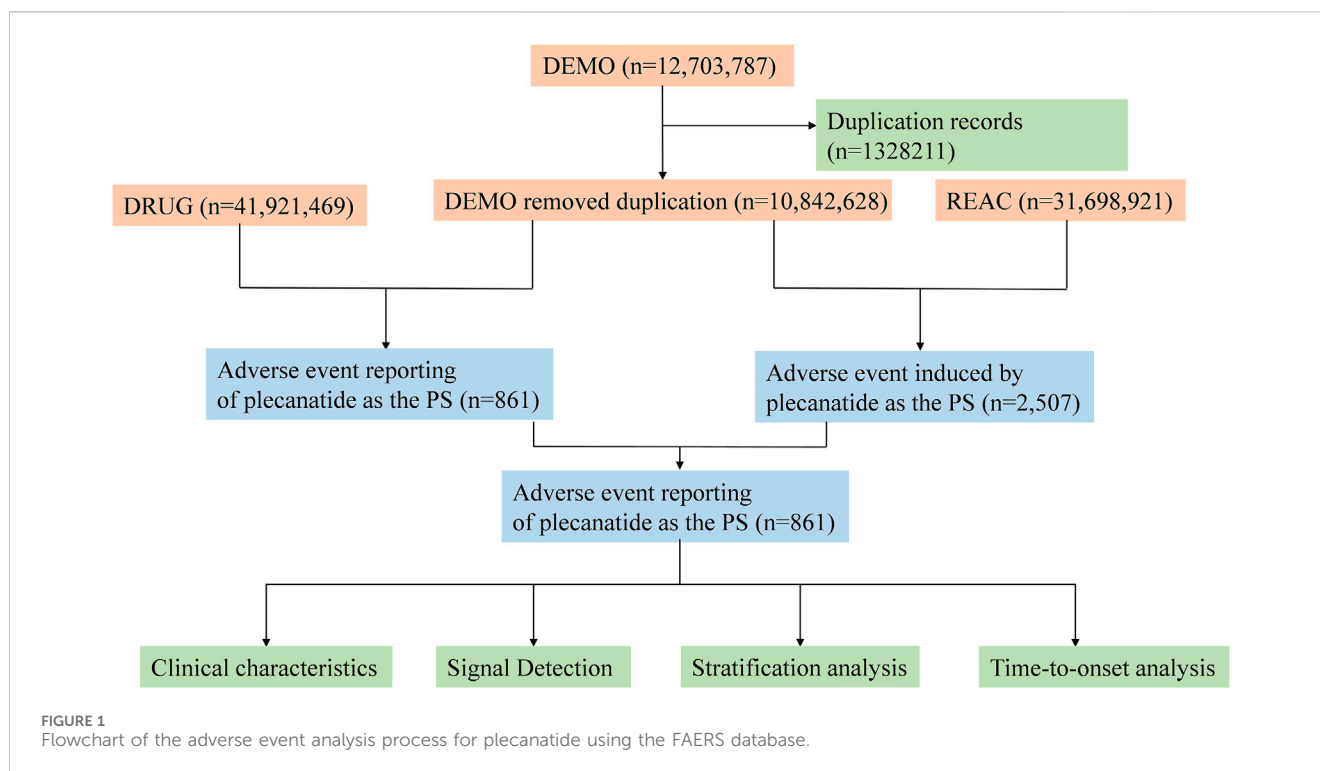 DEMO (n=12,703,787)
Duplication records
(n=1328211)
DRUG (n=41,921,469)
DEMO removed duplication (n=10,842,628)
REAC (n=31,698,921)
Adverse event reporting
of plecanatide as the PS (n=861)
Adverse event induced by
plecanatide as the PS (n=2,507)
Adverse event reporting
of plecanatide as the PS (n=861)
Clinical characteristics
Signal Detection
Stratification analysis
Time-to-onset analysis
FIGURE 1
Flowchart of the adverse event analysis process for plecanatide using the FAERS database.